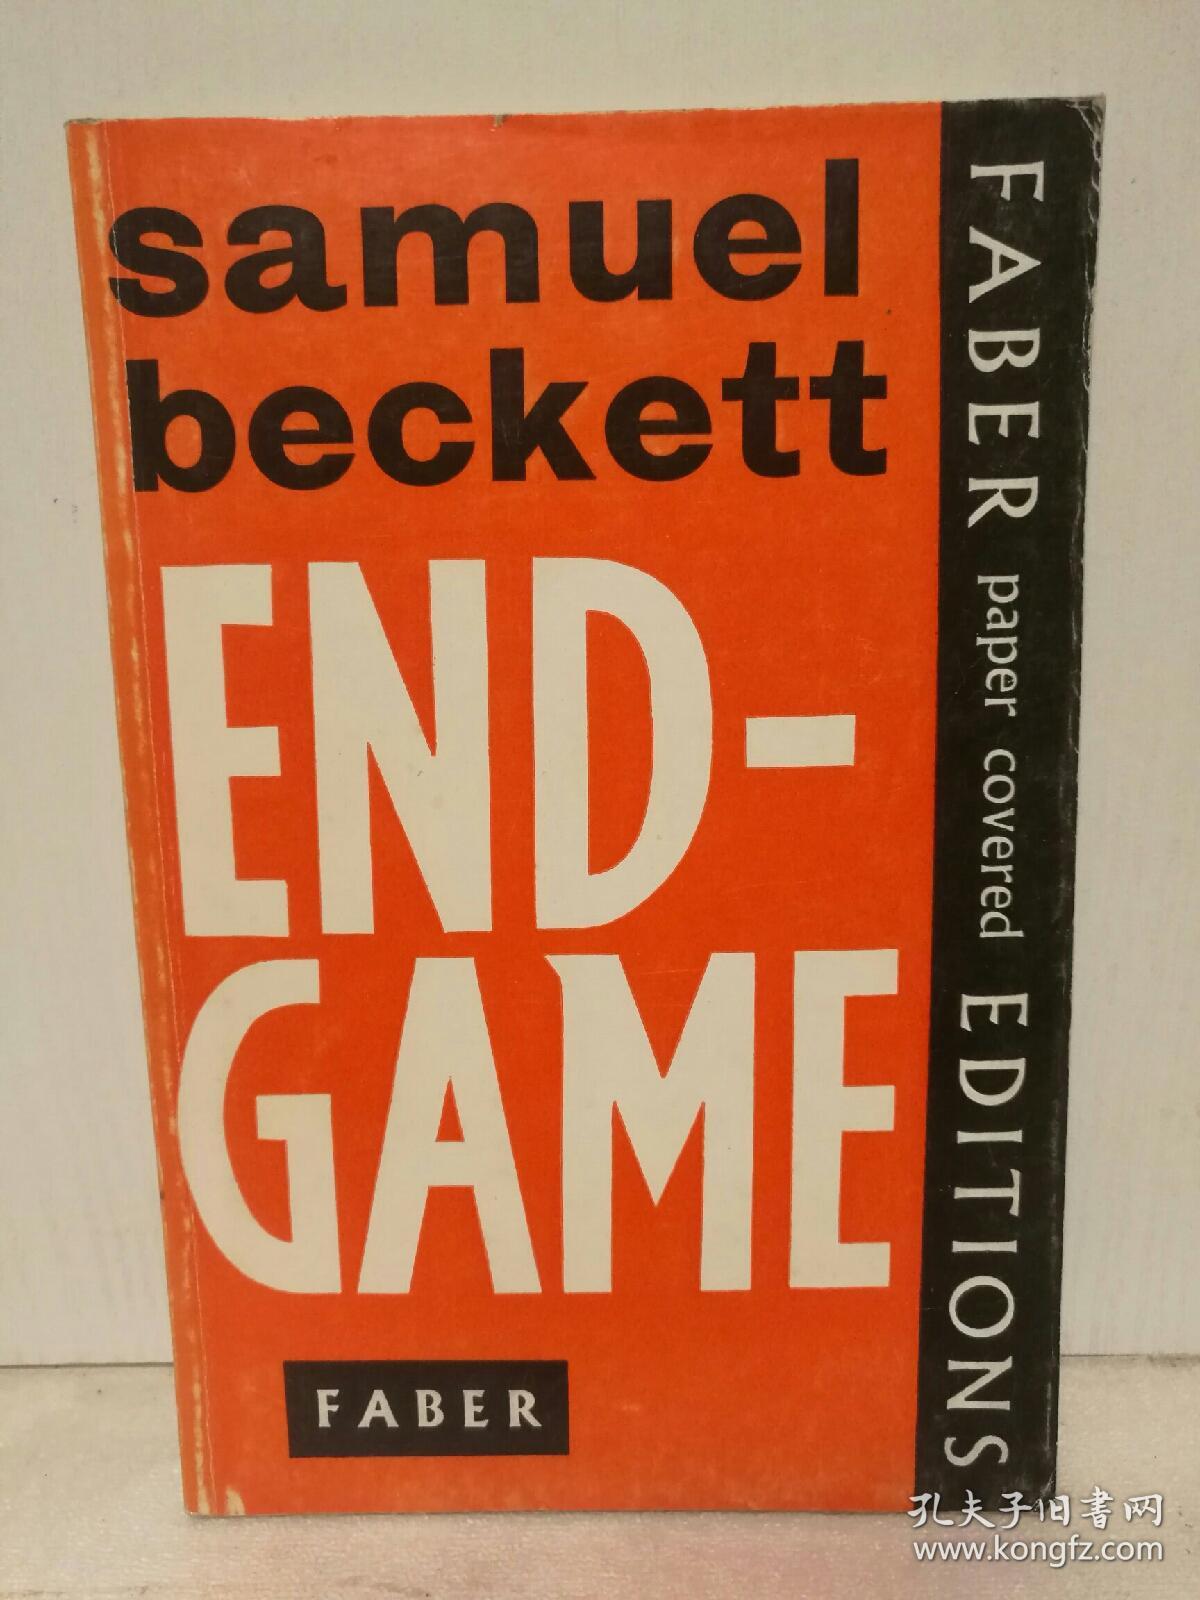 samuel
beckett
END-
GAME
FABER
FABER paper covered EDITIONS
孔夫子旧书网
www.kongfz.com